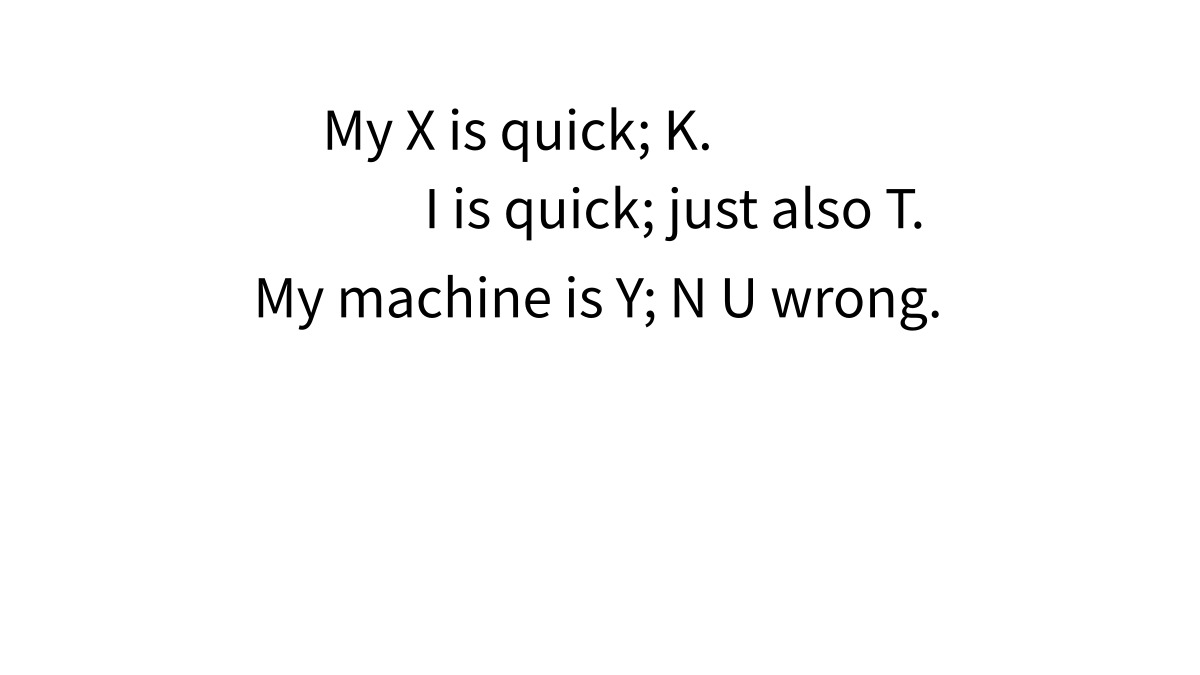 My X is quick; K.
I is quick; just also T.
My machine is Y; N U wrong.